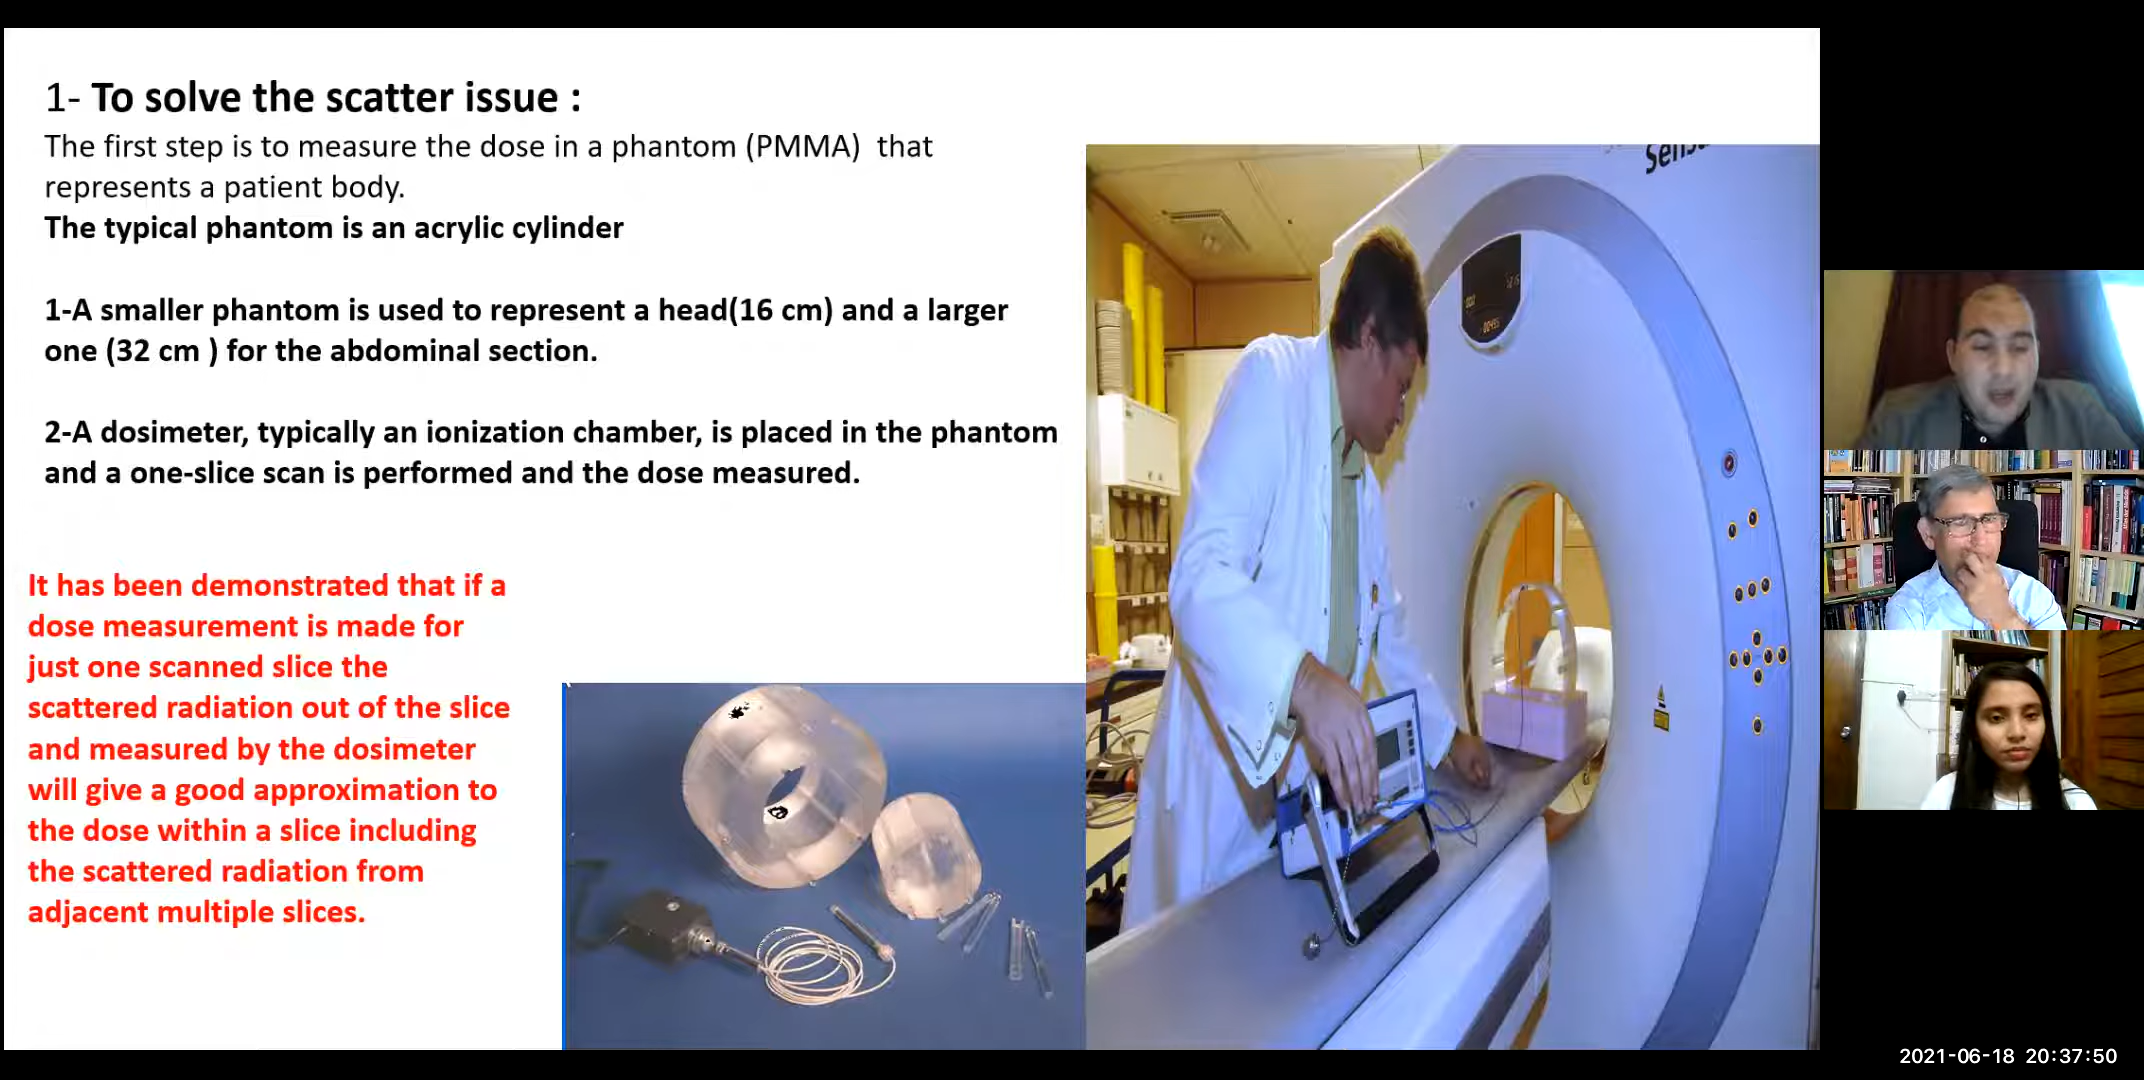 1- To solve the scatter issue :
The first step is to measure the dose in a phantom (PMMA) that
represents a patient body.
The typical phantom is an acrylic cylinder
1-A smaller phantom is used to represent a head(16 cm) and a larger
one (32 cm ) for the abdominal section.
2-A dosimeter, typically an ionization chamber, is placed in the phantom
and a one-slice scan is performed and the dose measured.
It has been demonstrated that if a
dose measurement is made for
just one scanned slice the
scattered radiation out of the slice
and measured by the dosimeter
will give a good approximation to
the dose within a slice including
the scattered radiation from
adjacent multiple slices.
2021-06-18 20:37:50